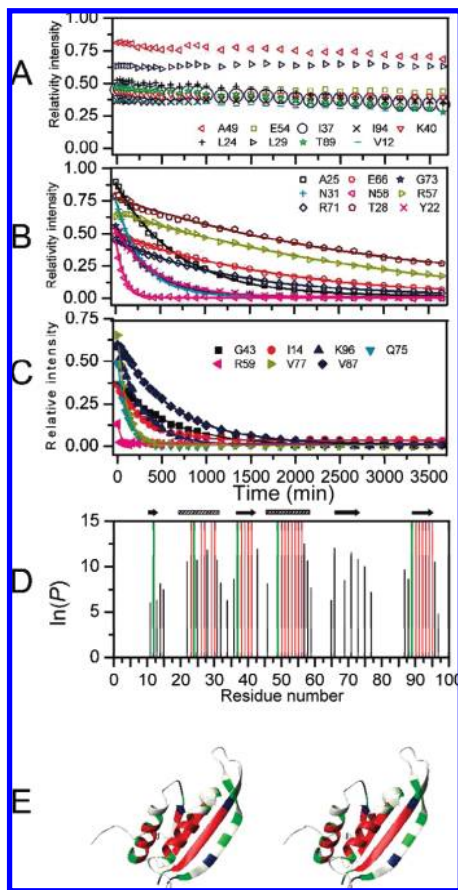 A
Relativity intensity
1.00
0.75
0.50
0.25
0.00
A49 E54 I37 I94 K40
L24 L29 T89 V12
B
Relativity intensity
1.00
0.75
0.50
0.25
0.00
A25 E66 G73
N31 N58 R57
R71 T28 Y22
C
Relative intensity
0.75
0.50
0.25
0.00
G43 I14 K96 Q75
R59 V77 V87
0 500 1000 1500 2000 2500 3000 3500
Time (min)
D
ln(P)
15
10
5
0
0 10 20 30 40 50 60 70 80 90 100
Residue number
E